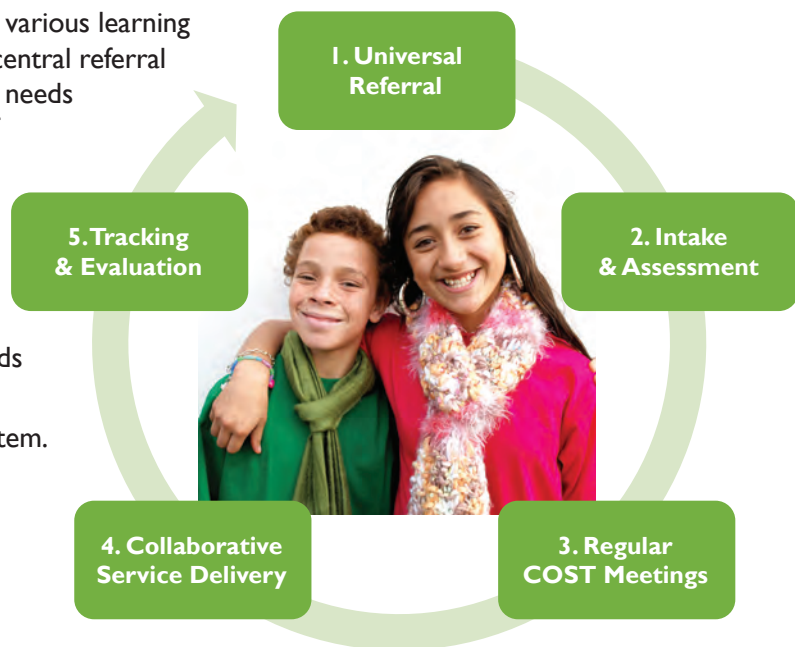 various learning
central referral
needs
ds
tem.
1. Universal
Referral
2. Intake
& Assessment
3. Regular
COST Meetings
4. Collaborative
Service Delivery
5. Tracking
& Evaluation